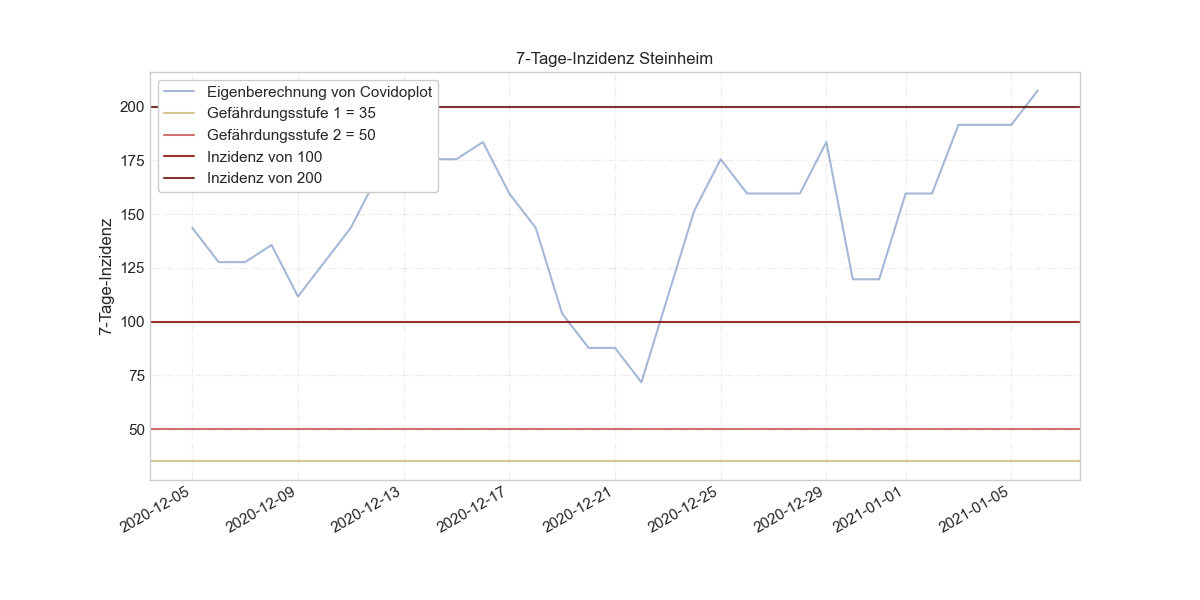 7-Tage-Inzidenz Steinheim
Eigenberechnung von Covidoplot
Gefährdungsstufe 1 = 35
Gefährdungsstufe 2 = 50
Inzidenz von 100
Inzidenz von 200
7-Tage-Inzidenz
200
175
150
125
100
75
50
2020-12-05
2020-12-09
2020-12-13
2020-12-17
2020-12-21
2020-12-25
2020-12-29
2021-01-01
2021-01-05